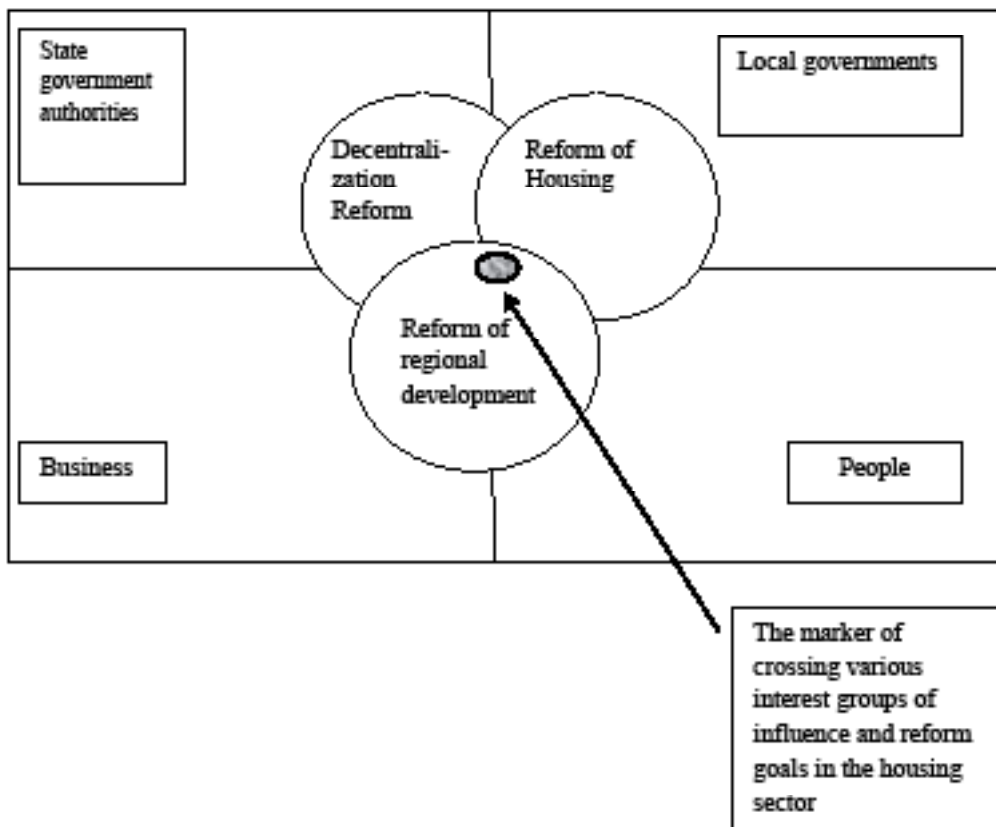 State
government
authorities
Local governments
Decentrali-
zation
Reform
Reform of
Housing
Reform of
regional
development
Business
People
The marker of
crossing various
interest groups of
influence and reform
goals in the housing
sector